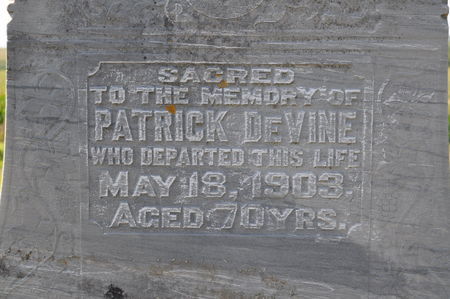 SACRED
TO THE MEMORY OF
PATRICK DEVINE
WHO DEPARTED THIS LIFE
MAY 18, 1903.
AGED 70 YRS.